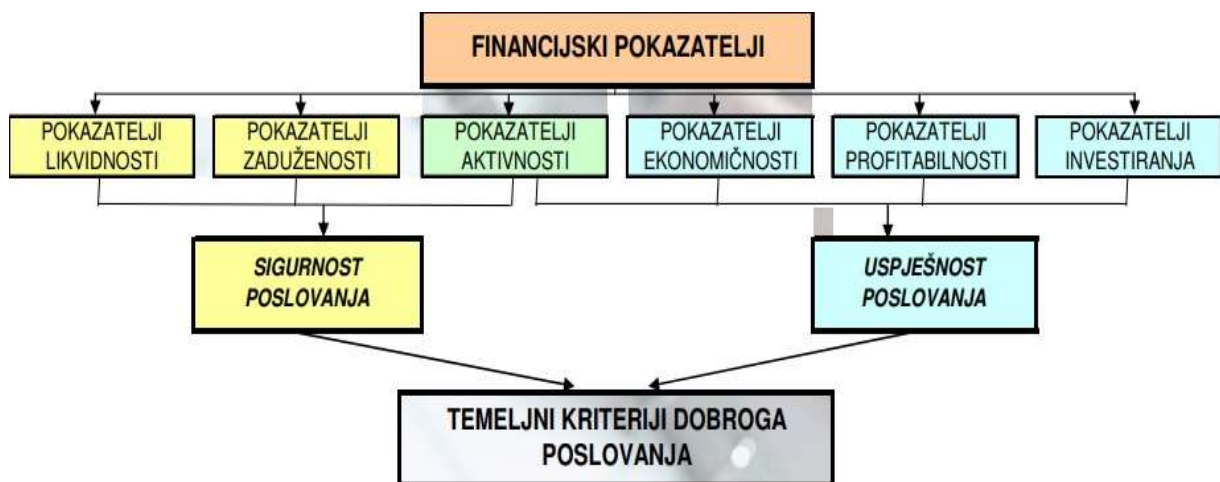 FINANCIJSKI POKAZATELJI
POKAZATELJI
LIKVIDNOSTI
POKAZATELJI
ZADUŽENOSTI
POKAZATELJI
AKTIVNOSTI
POKAZATELJI
EKONOMIČNOSTI
POKAZATELJI
PROFITABILNOSTI
POKAZATELJI
INVESTIRANJA
SIGURNOST
POSLOVANJA
USPJEŠNOST
POSLOVANJA
TEMELJNI KRITERIJI DOBROGA
POSLOVANJA